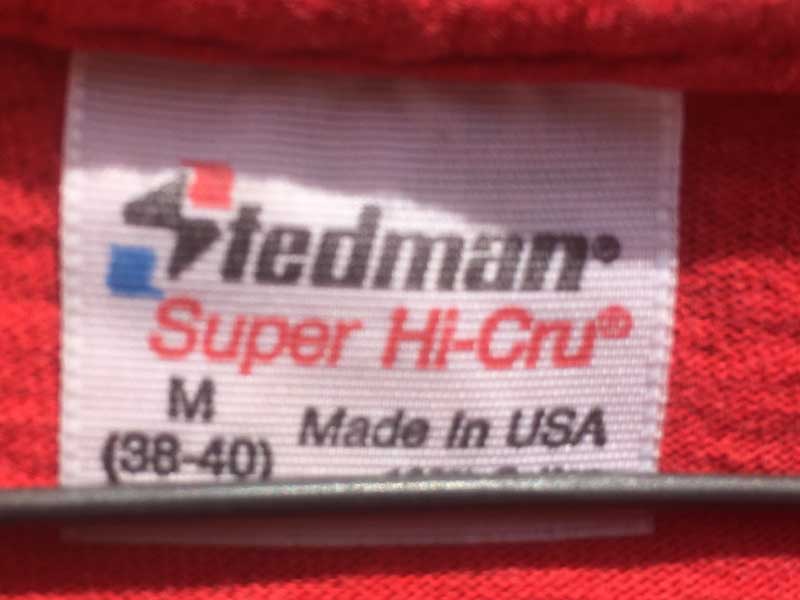 Stedman®
Super Hi-Cru®
M
(38-40)
Made In USA